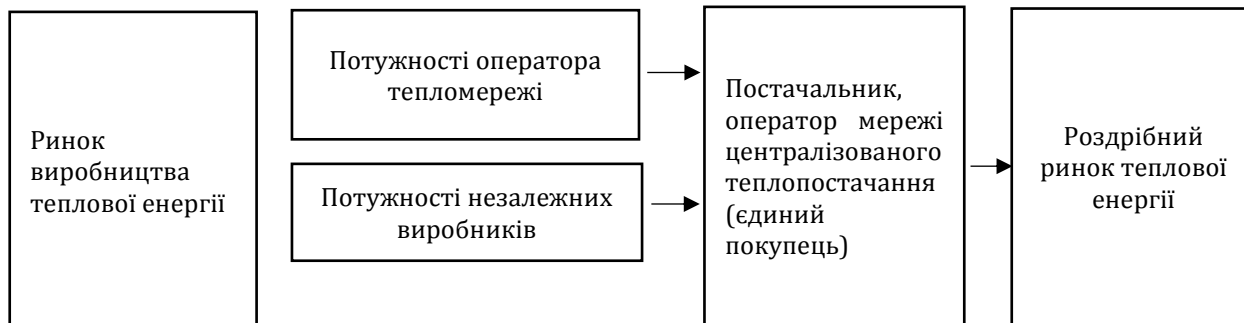 Ринок
виробництва
теплової енергії
Потужності оператора
тепломережі
Потужності незалежних
виробників
Постачальник,
оператор мережі
централізованого
теплопостачання
(єдиний
покупець)
Роздрібний
ринок теплової
енергії